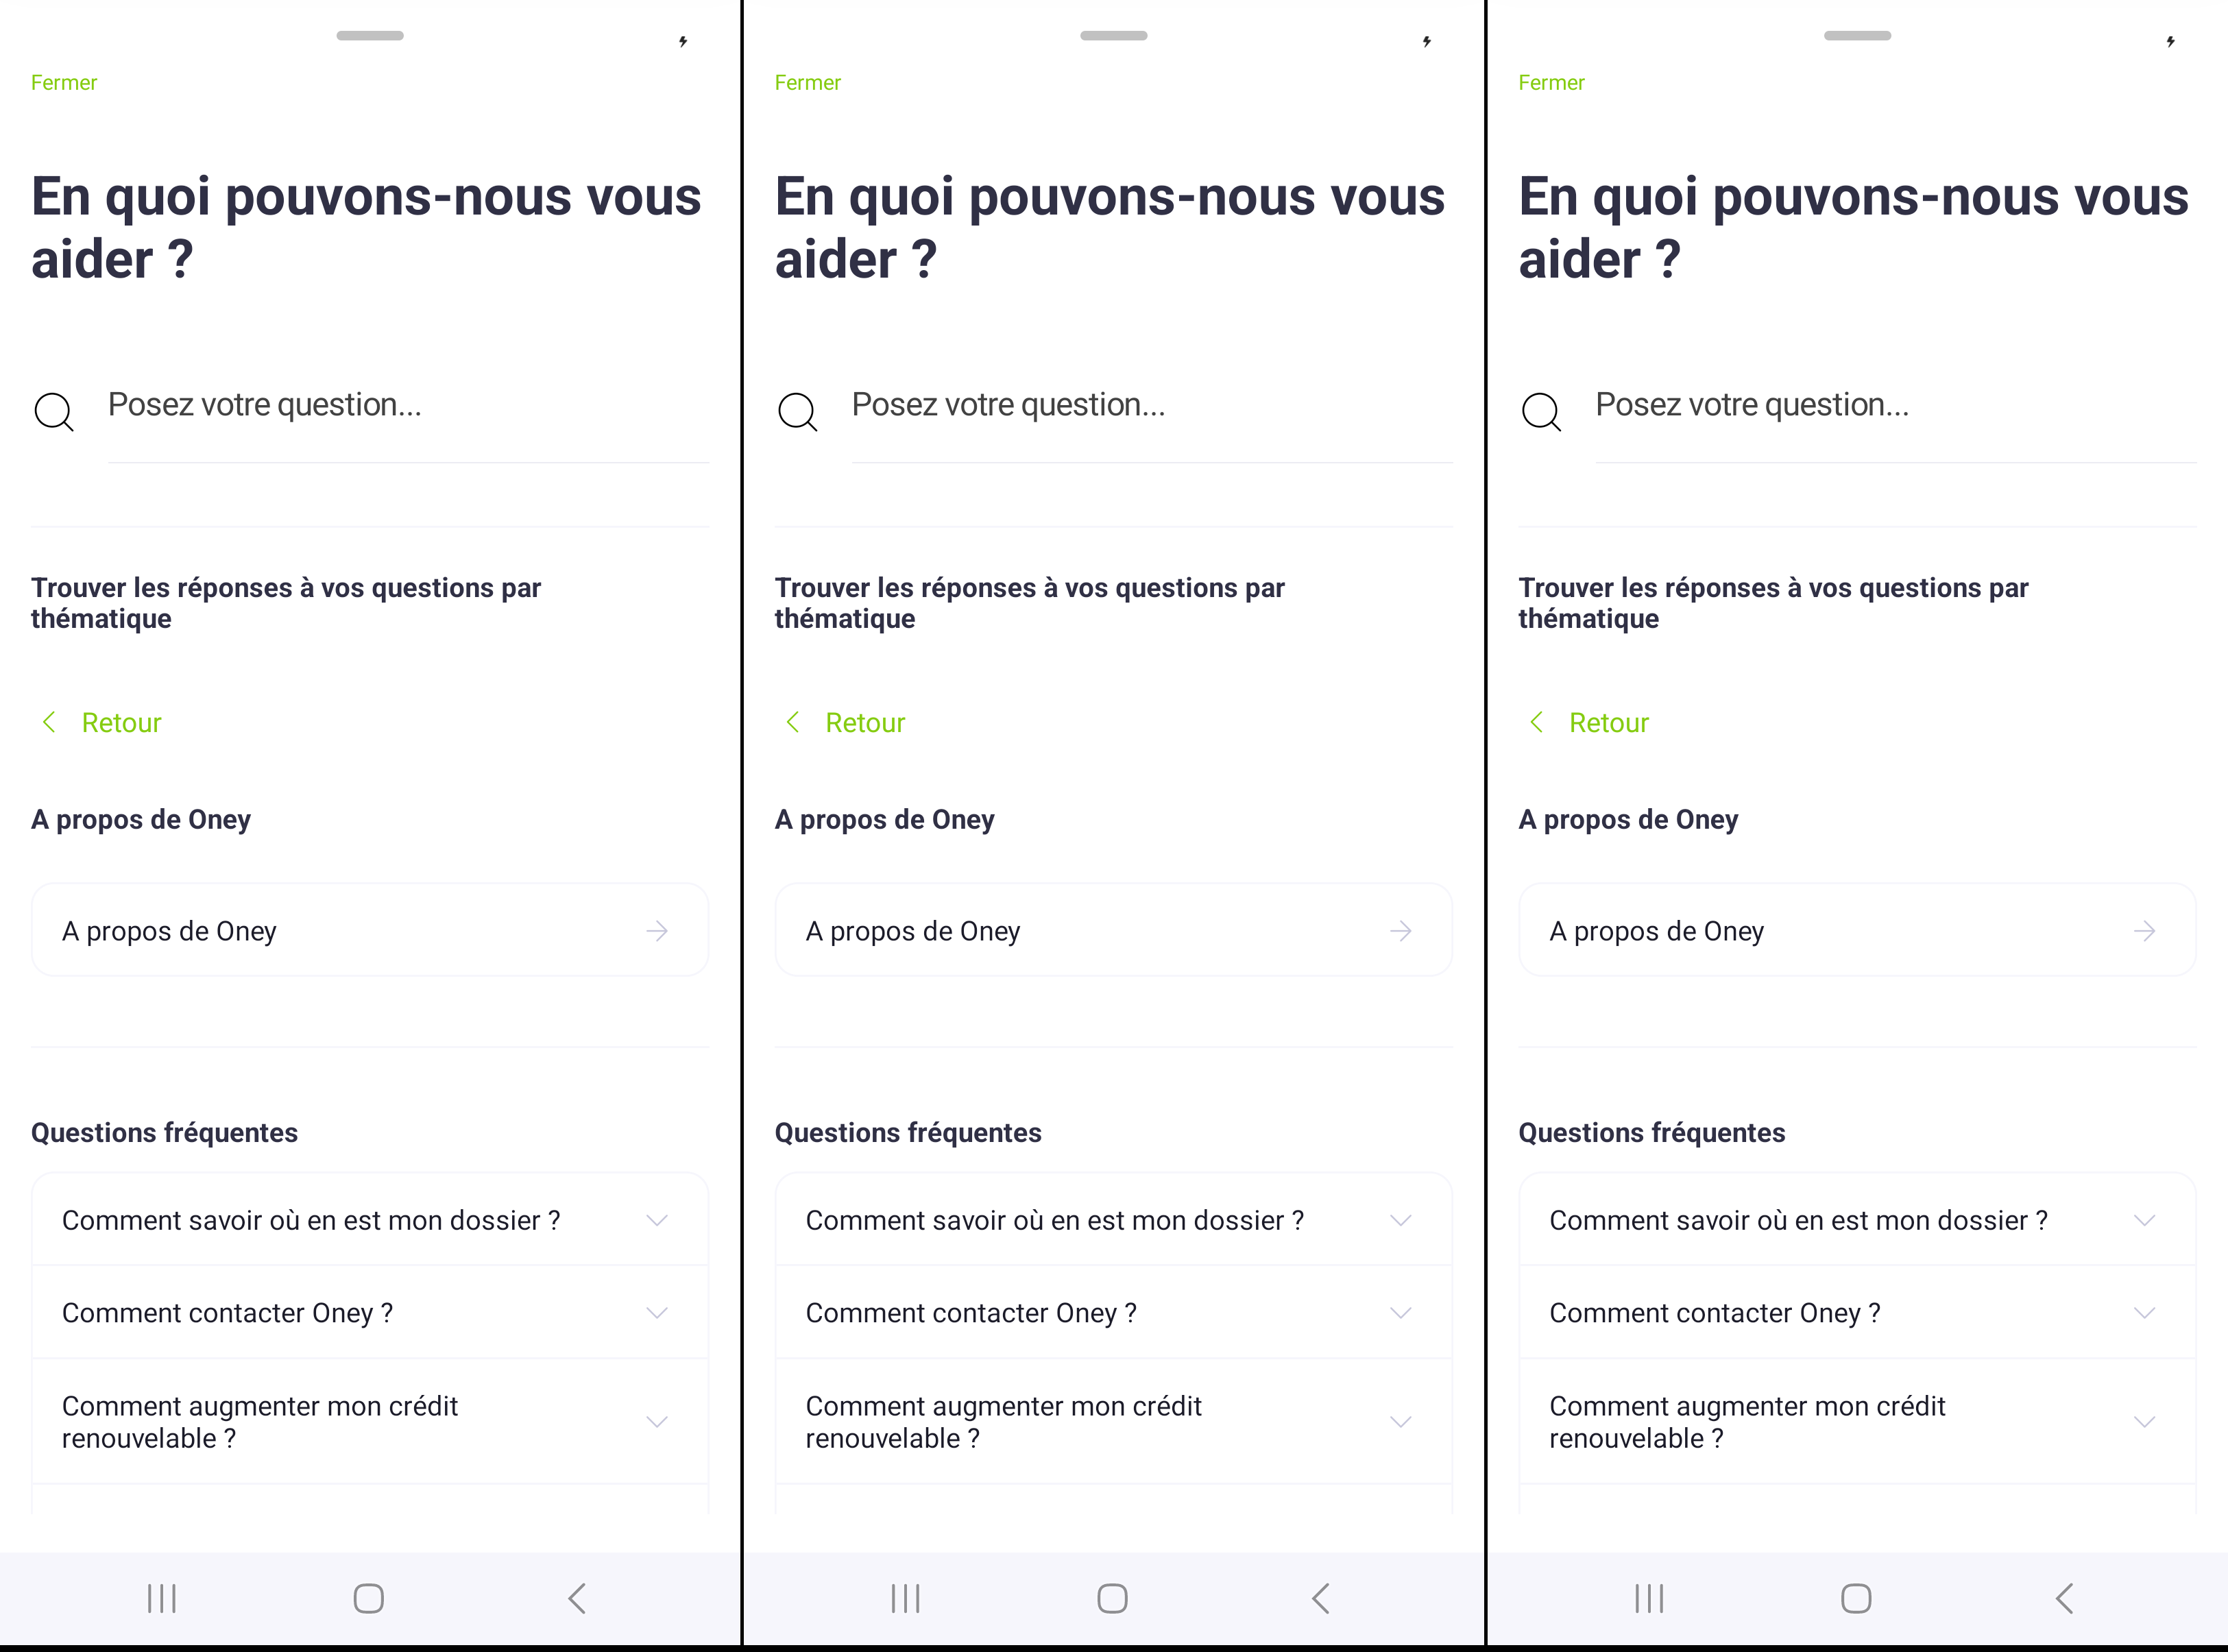 Fermer
En quoi pouvons-nous vous
aider ?
Posez votre question...
Trouver les réponses à vos questions par
thématique
Retour
A propos de Oney
A propos de Oney
Questions fréquentes
Comment savoir où en est mon dossier ?
Comment contacter Oney ?
Comment augmenter mon crédit
renouvelable ?
Fermer
En quoi pouvons-nous vous
aider ?
Posez votre question...
Trouver les réponses à vos questions par
thématique
Retour
A propos de Oney
A propos de Oney
Questions fréquentes
Comment savoir où en est mon dossier ?
Comment contacter Oney ?
Comment augmenter mon crédit
renouvelable ?
Fermer
En quoi pouvons-nous vous
aider ?
Posez votre question...
Trouver les réponses à vos questions par
thématique
Retour
A propos de Oney
A propos de Oney
Questions fréquentes
Comment savoir où en est mon dossier ?
Comment contacter Oney ?
Comment augmenter mon crédit
renouvelable ?